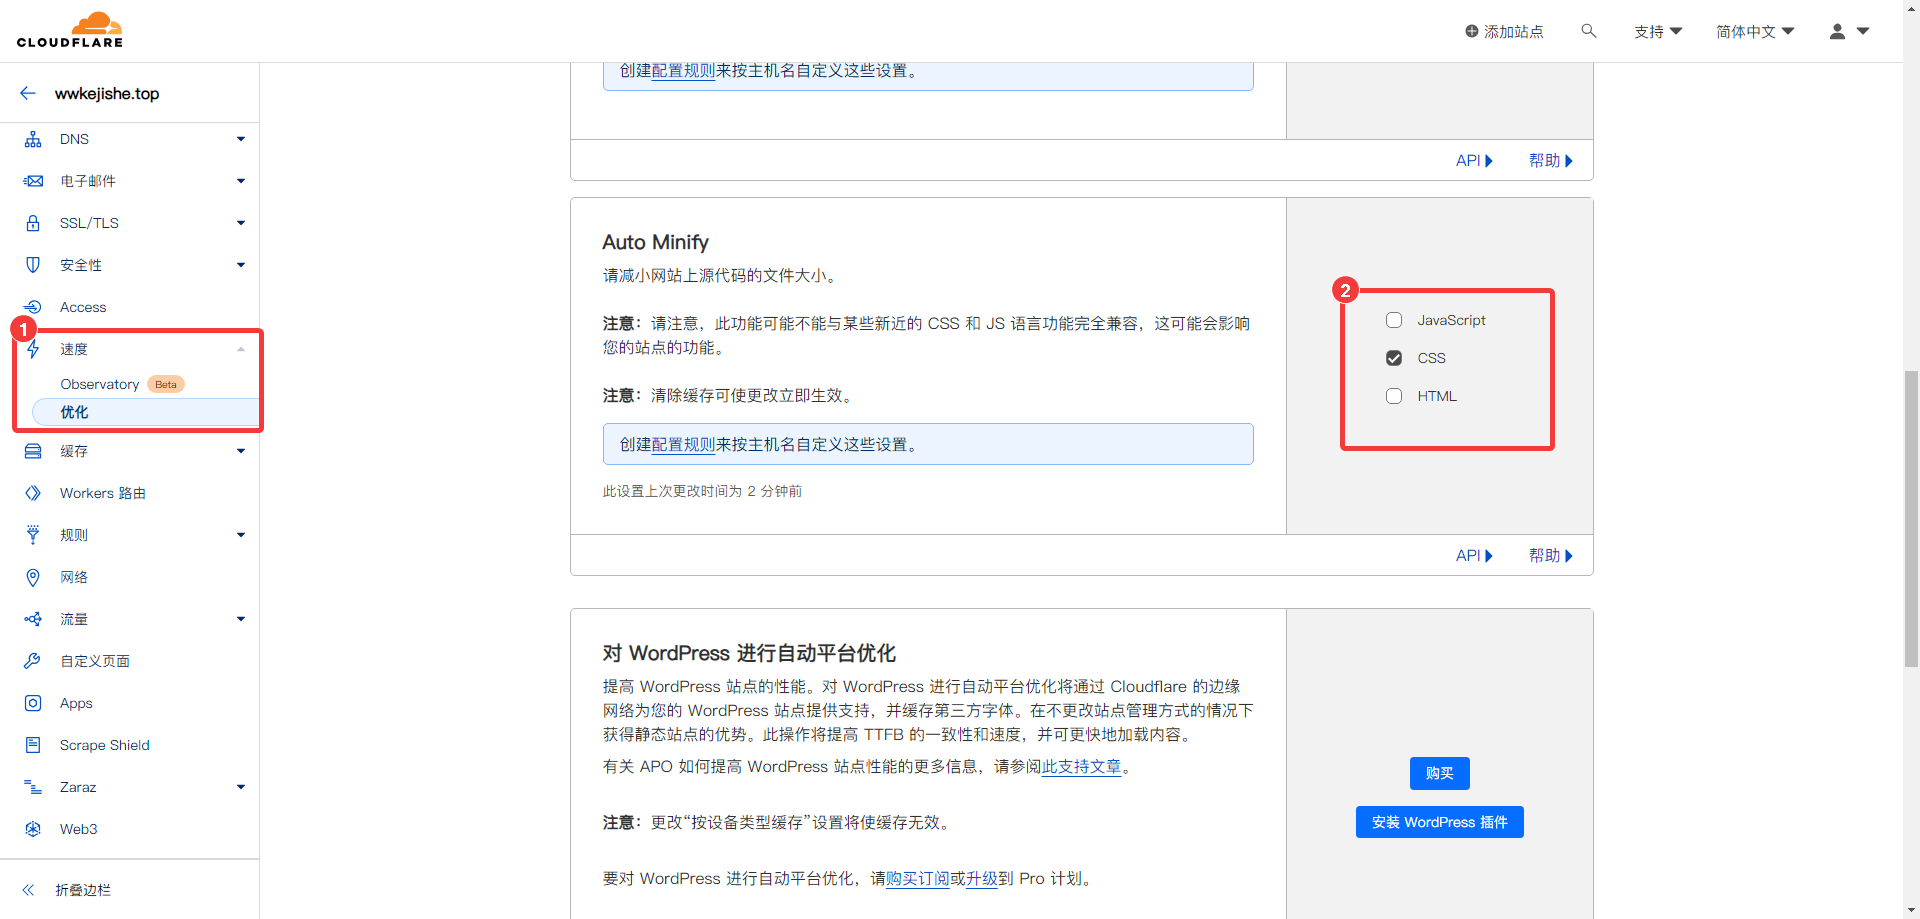 CLOUDFLARE
添加站点
支持
简体中文
wwkejishe.top
DNS
电子邮件
SSL/TLS
安全性
Access
1
速度
Observatory Beta
优化
缓存
Workers 路由
规则
网络
流量
自定义页面
Apps
Scrape Shield
Zaraz
Web3
折叠边栏
创建配置规则来按主机名自定义这些设置。
API 帮助
Auto Minify
请减小网站上源代码的文件大小。
注意：请注意，此功能可能不能与某些新近的 CSS 和 JS 语言功能完全兼容，这可能会影响
您的站点的功能。
注意：清除缓存可使更改立即生效。
创建配置规则来按主机名自定义这些设置。
此设置上次更改时间为 2 分钟前
2
JavaScript
CSS
HTML
API 帮助
对 WordPress 进行自动平台优化
提高 WordPress 站点的性能。对 WordPress 进行自动平台优化将通过 Cloudflare 的边缘
网络为您的 WordPress 站点提供支持，并缓存第三方字体。在不更改站点管理方式的情况下
获得静态站点的优势。此操作将提高 TTFB 的一致性和速度，并可更快地加载内容。
有关 APO 如何提高 WordPress 站点性能的更多信息，请参阅此支持文章。
注意：更改“按设备类型缓存”设置将使缓存无效。
要对 WordPress 进行自动平台优化，请购买订阅或升级到 Pro 计划。
购买
安装 WordPress 插件